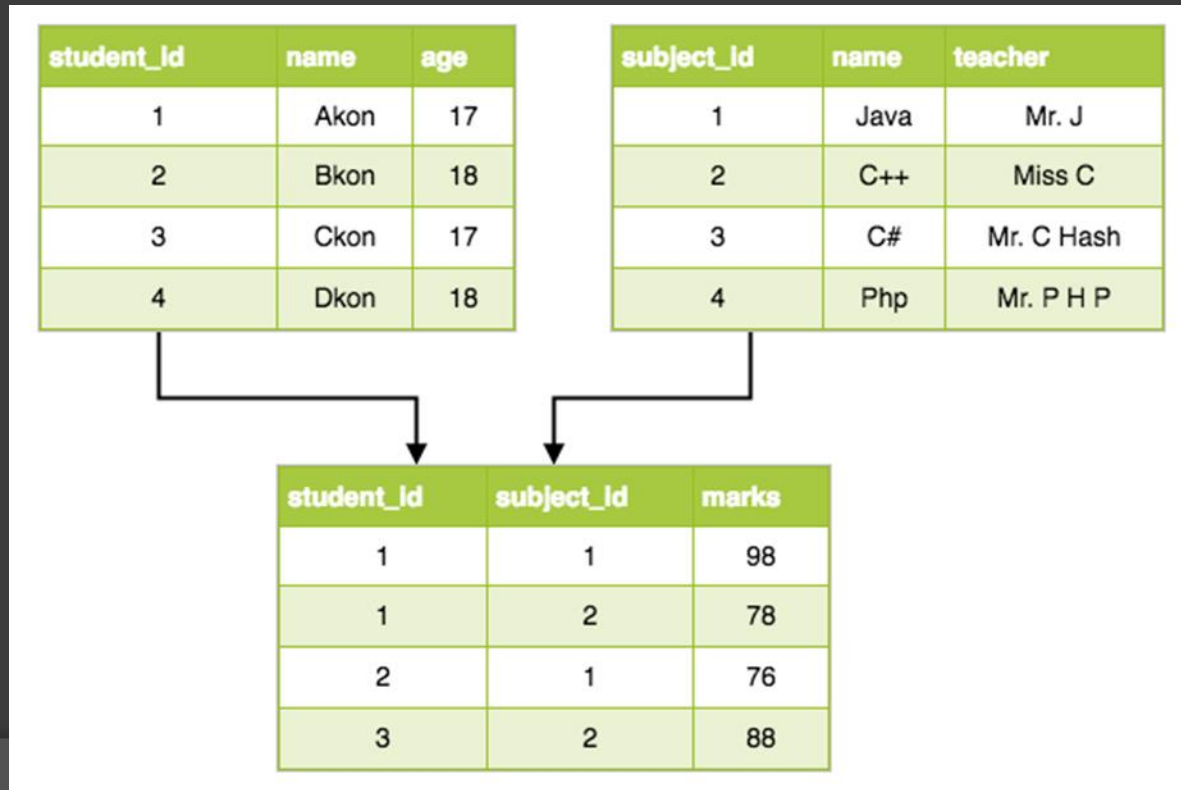 student_id name age
1 Akon 17
2 Bkon 18
3 Ckon 17
4 Dkon 18
subject_id name teacher
1 Java Mr. J
2 C++ Miss C
3 C# Mr. C Hash
4 Php Mr. P H P
student_id subject_id marks
1 1 98
1 2 78
2 1 76
3 2 88